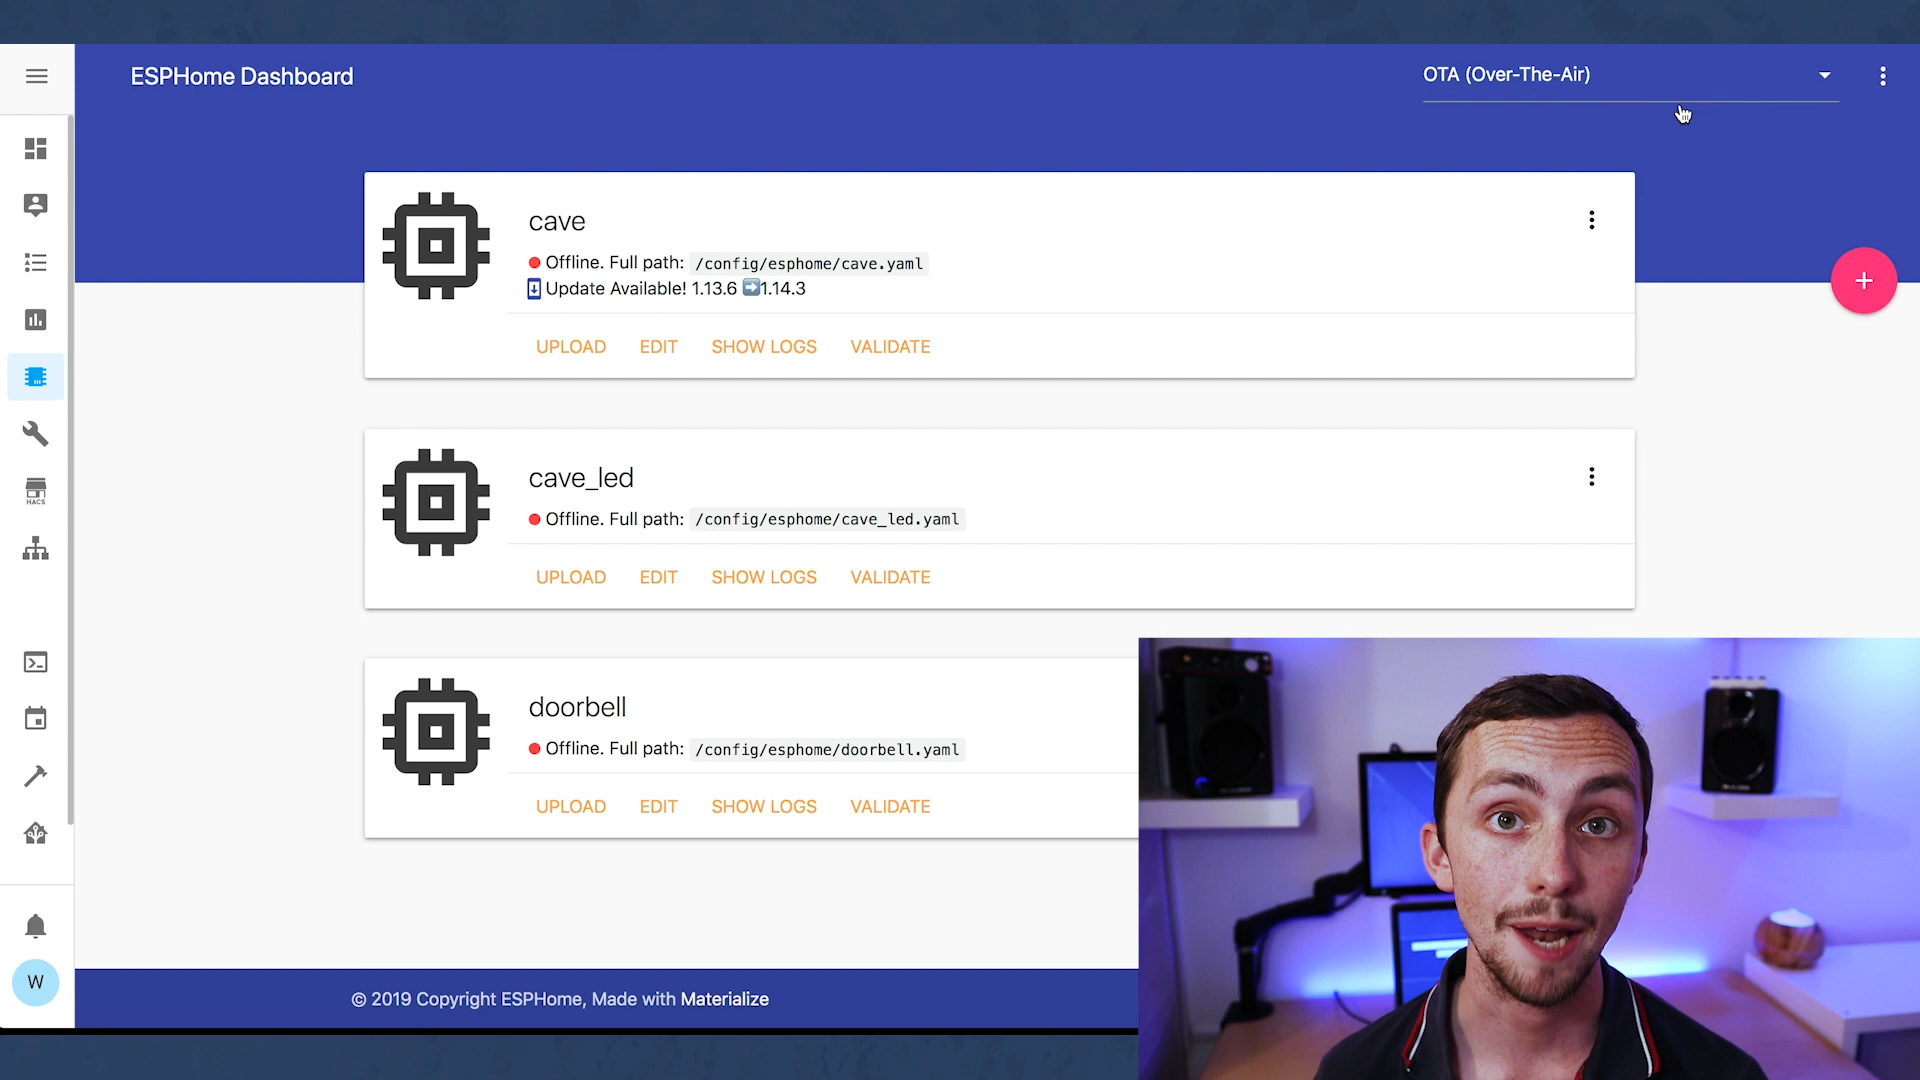 ESPHome Dashboard
OTA (Over-The-Air)
cave
Offline. Full path: /config/esphome/cave.yaml
Update Available! 1.13.6 ➡1.14.3
UPLOAD EDIT SHOW LOGS VALIDATE
cave_led
Offline. Full path: /config/esphome/cave_led.yaml
UPLOAD EDIT SHOW LOGS VALIDATE
HACS
doorbell
Offline. Full path: /config/esphome/doorbell.yaml
UPLOAD EDIT SHOW LOGS VALIDATE
W
© 2019 Copyright ESPHome, Made with Materialize